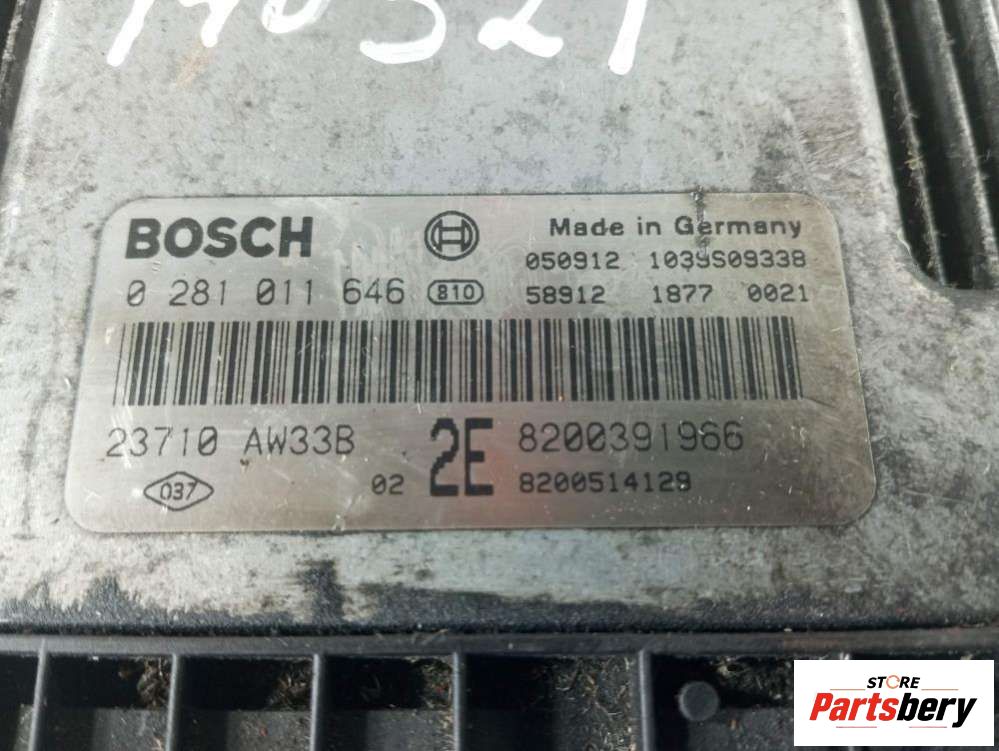 BOSCH
Made in Germany
050912 1039S09338
0 281 011 646 810
58912 1877 0021
23710 AW33B 2E 8200391966
037 02 8200514129
STORE
Partsbery